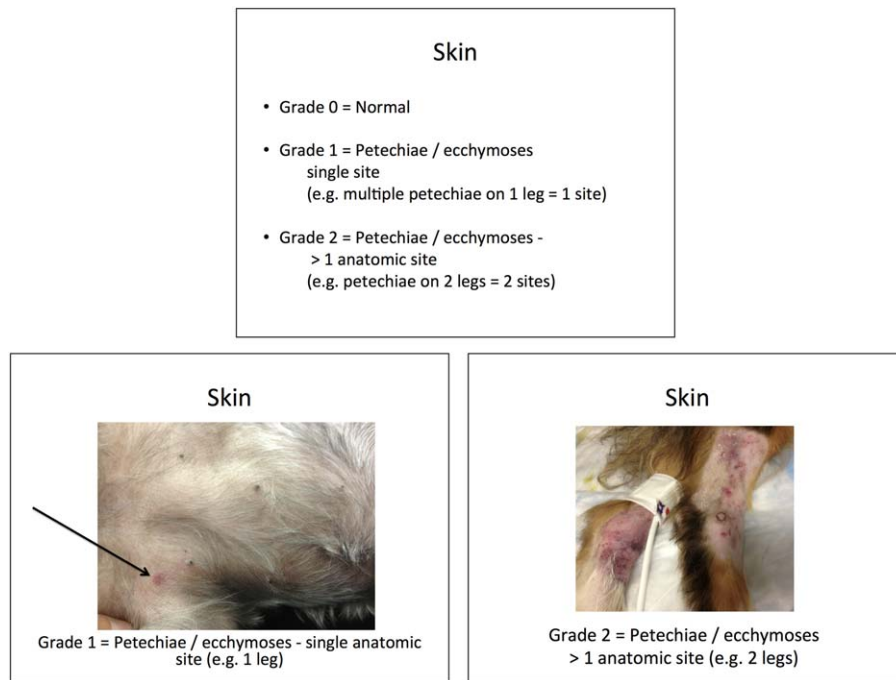 Skin
• Grade 0 = Normal
• Grade 1 = Petechiae / ecchymoses
single site
(e.g. multiple petechiae on 1 leg = 1 site)
• Grade 2 = Petechiae / ecchymoses -
> 1 anatomic site
(e.g. petechiae on 2 legs = 2 sites)
Skin
Grade 1 = Petechiae / ecchymoses - single anatomic
site (e.g. 1 leg)
Skin
Grade 2 = Petechiae / ecchymoses
> 1 anatomic site (e.g. 2 legs)